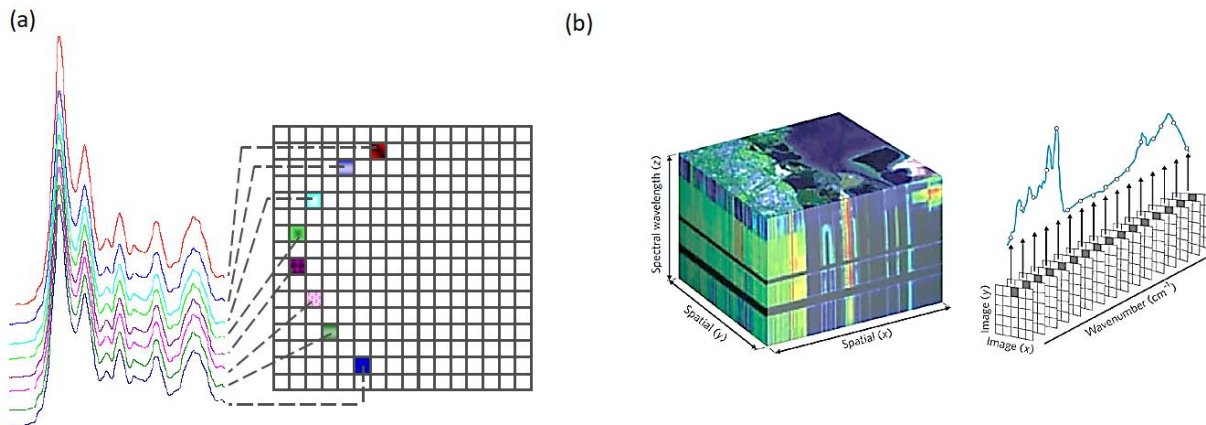 (a)
(b)
Spectral wavelength (z)
Spatial (y)
Spatial (x)
Image (y)
Image (x)
Wavenumber (cm⁻¹)